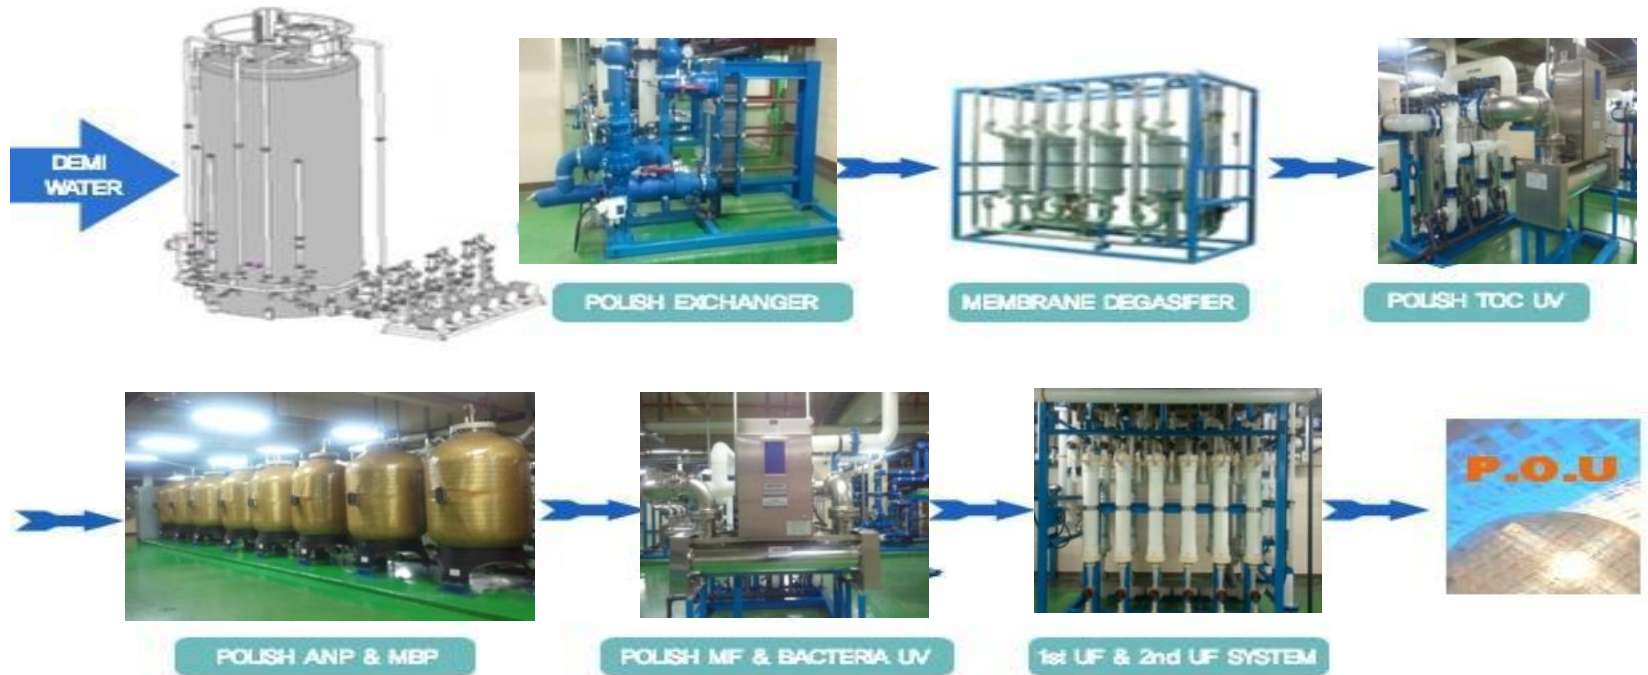 DEMI
WATER
POLISH EXCHANGER
MEMBRANE DEGASIFIER
POLISH TOC UV
P.O.U
POLISH ANP & MBP
POLISH MF & BACTERIA UV
1st UF & 2nd UF SYSTEM